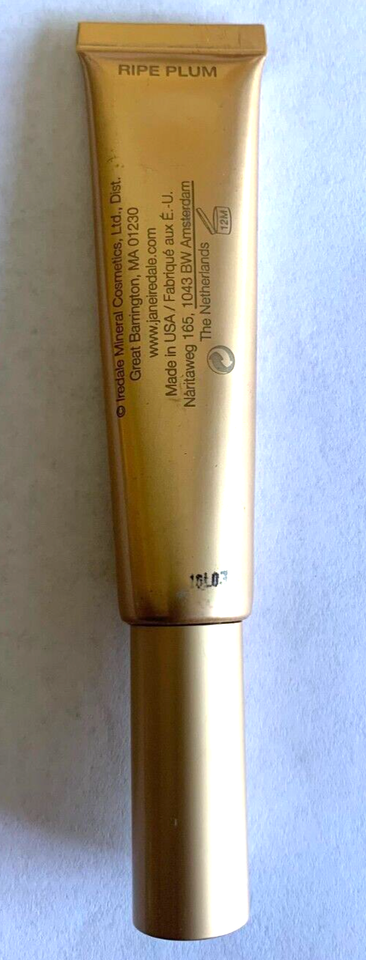 RIPE PLUM
© Iredale Mineral Cosmetics, Ltd., Dist.
Great Barrington, MA 01230
www.janeiredale.com
Made in USA / Fabriqué aux É.-U.
Naritaweg 165, 1043 BW Amsterdam
The Netherlands
12M